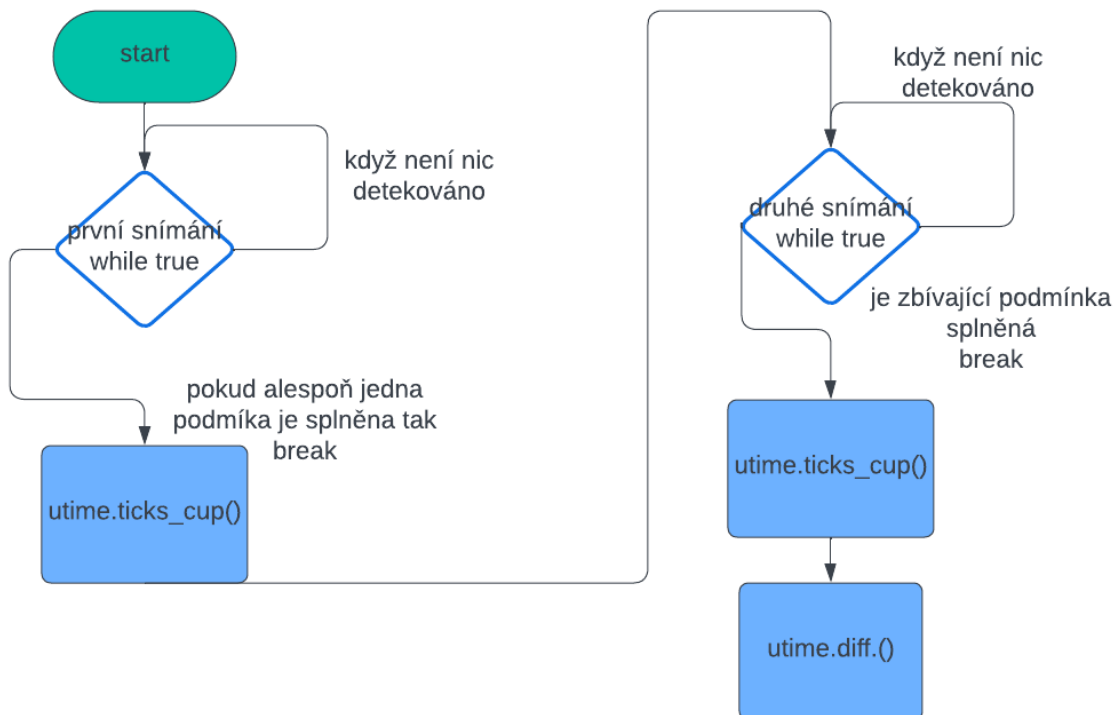 start
když není nic
detekováno
první snímání
while true
pokud alespoň jedna
podmíka je splněna tak
break
utime.ticks_cup()
když není nic
detekováno
druhé snímání
while true
je zbívající podmínka
splněná
break
utime.ticks_cup()
utime.diff.()